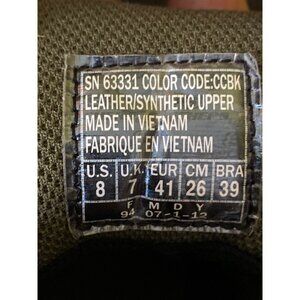 SN 63331 COLOR CODE:CCBK
LEATHER/SYNTHETIC UPPER
MADE IN VIETNAM
FABRIQUE EN VIETNAM
U.S. U.K. EUR CM BRA
8 7 41 26 39
F M D Y
94 07-1-12